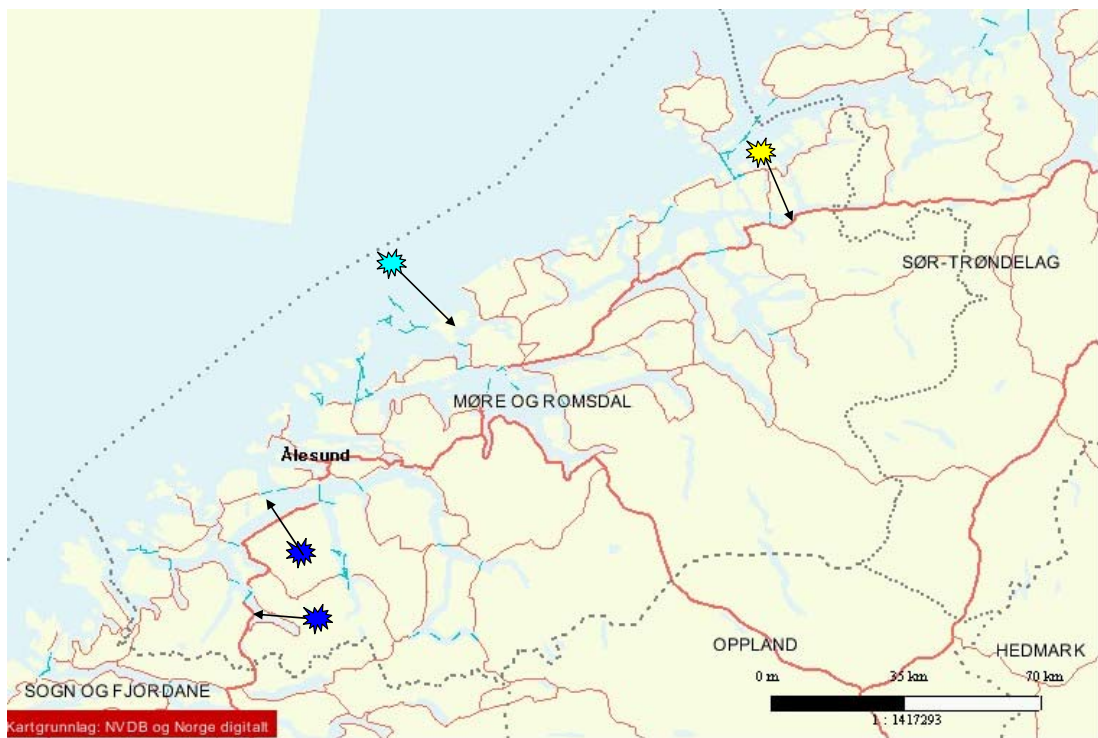 SØR-TRØNDELAG
MØRE OG ROMSDAL
Ålesund
OPPLAND
HEDMARK
SOGN OG FJORDANE
0 m 35 km 70 km
1 : 1417293
Kartgrunnlag: NVDB og Norge digitalt